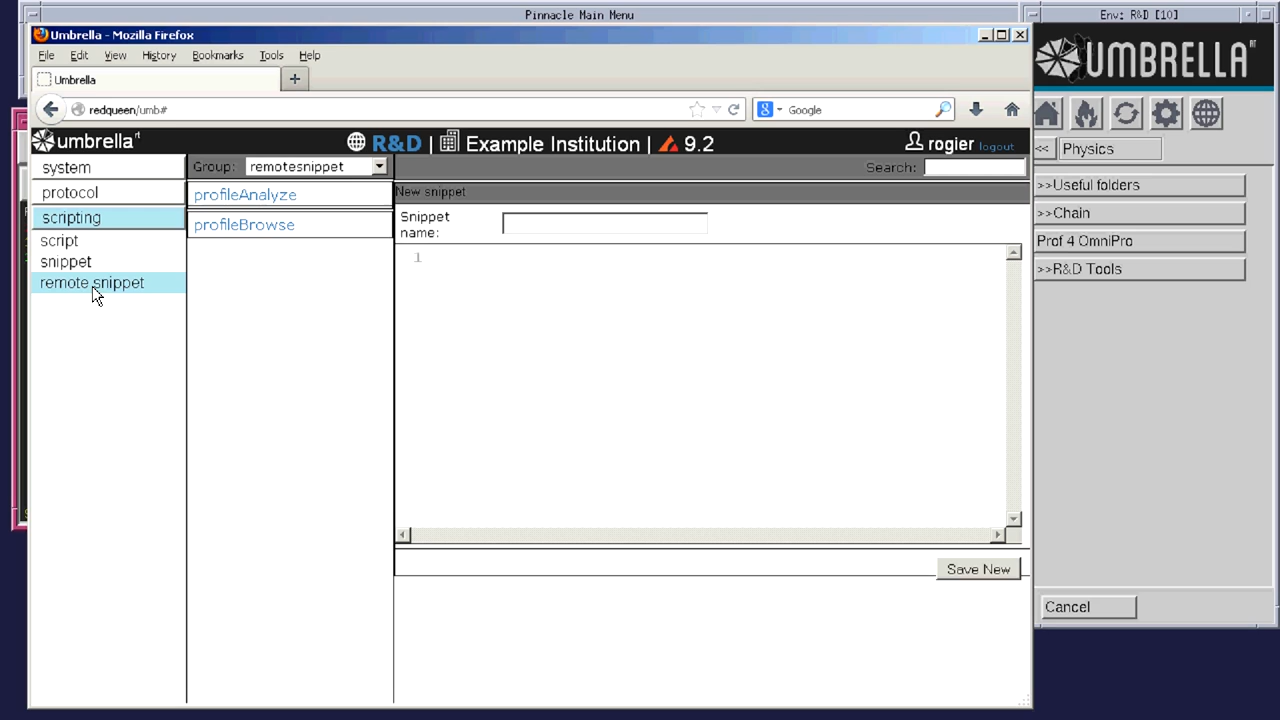 Pinnacle Main Menu
Env: R&D [10]
Umbrella - Mozilla Firefox
File Edit View History Bookmarks Tools Help
Umbrella
redqueen/umb#
Google
umbrella rt
R&D | Example Institution | 9.2
rogier logout
system
protocol
scripting
script
snippet
remote snippet
Group: remotesnippet
profileAnalyze
profileBrowse
Search:
New snippet
Snippet name:
1
Save New
UMBRELLA RT
<< Physics
>>Useful folders
>>Chain
Prof 4 OmniPro
>>R&D Tools
Cancel